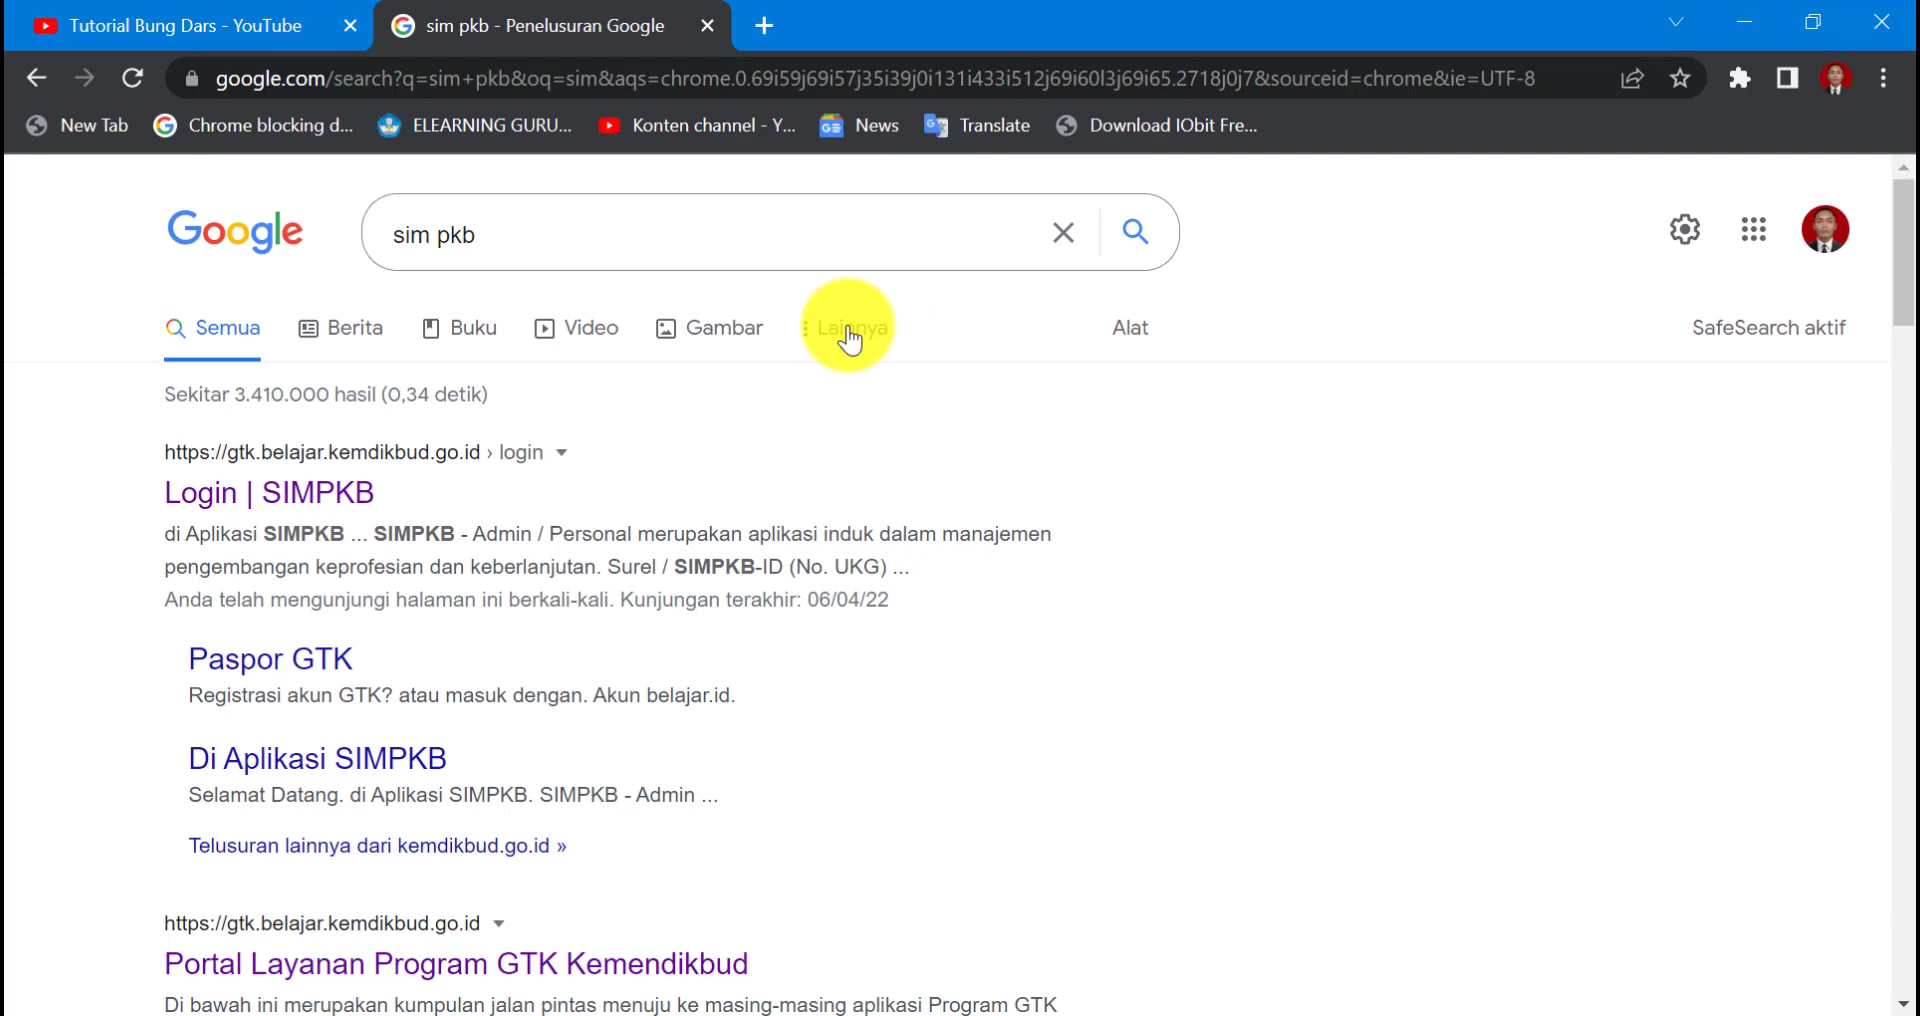 Tutorial Bung Dars - YouTube
sim pkb - Penelusuran Google
google.com/search?q=sim+pkb&oq=sim&aqs=chrome.0.69i59j69i57j35i39j0i131i433i512j69i60l3j69i65.2718j0j7&sourceid=chrome&ie=UTF-8
New Tab
Chrome blocking d...
ELEARNING GURU...
Konten channel - Y...
News
Translate
Download IObit Fre...
Google
sim pkb
Semua
Berita
Buku
Video
Gambar
Lainnya
Alat
SafeSearch aktif
Sekitar 3.410.000 hasil (0,34 detik)
https://gtk.belajar.kemdikbud.go.id › login
Login | SIMPKB
di Aplikasi SIMPKB ... SIMPKB - Admin / Personal merupakan aplikasi induk dalam manajemen
pengembangan keprofesian dan keberlanjutan. Surel / SIMPKB-ID (No. UKG) ...
Anda telah mengunjungi halaman ini berkali-kali. Kunjungan terakhir: 06/04/22
Paspor GTK
Registrasi akun GTK? atau masuk dengan. Akun belajar.id.
Di Aplikasi SIMPKB
Selamat Datang. di Aplikasi SIMPKB. SIMPKB - Admin ...
Telusuran lainnya dari kemdikbud.go.id »
https://gtk.belajar.kemdikbud.go.id
Portal Layanan Program GTK Kemendikbud
Di bawah ini merupakan kumpulan jalan pintas menuju ke masing-masing aplikasi Program GTK